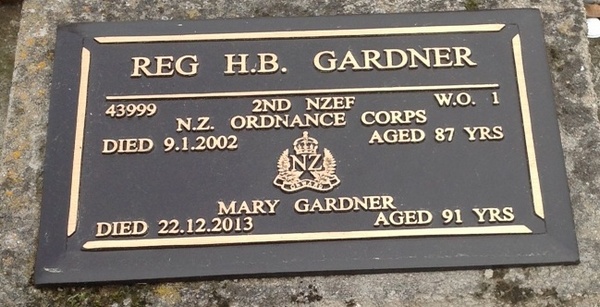 REG H.B. GARDNER
43999 2ND NZEF W.O. 1
N.Z. ORDNANCE CORPS
DIED 9.1.2002 AGED 87 YRS
NZ
MARY GARDNER
DIED 22.12.2013 AGED 91 YRS